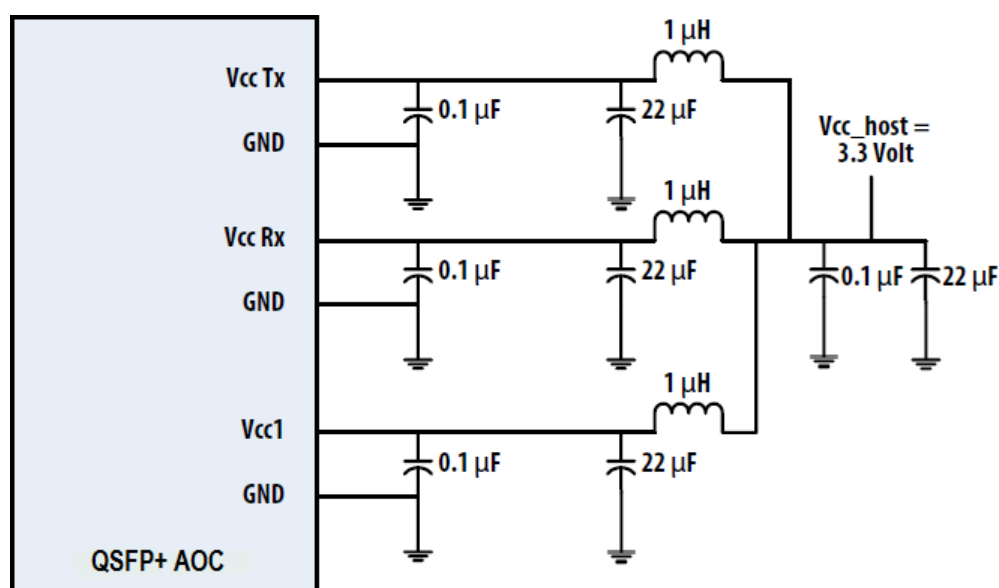 1 μH
Vcc Tx
0.1 μF
22 μF
GND
Vcc_host =
3.3 Volt
1 μH
Vcc Rx
0.1 μF
22 μF
0.1 μF
22 μF
GND
1 μH
Vcc1
0.1 μF
22 μF
GND
QSFP+ AOC